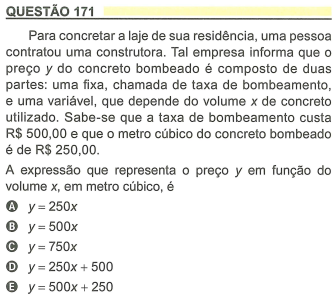 QUESTÃO 171
Para concretar a laje de sua residência, uma pessoa
contratou uma construtora. Tal empresa informa que o
preço y do concreto bombeado é composto de duas
partes: uma fixa, chamada de taxa de bombeamento,
e uma variável, que depende do volume x de concreto
utilizado. Sabe-se que a taxa de bombeamento custa
R$ 500,00 e que o metro cúbico do concreto bombeado
é de R$ 250,00.
A expressão que representa o preço y em função do
volume x, em metro cúbico, é
A y = 250x
B y = 500x
C y = 750x
D y = 250x + 500
E y = 500x + 250